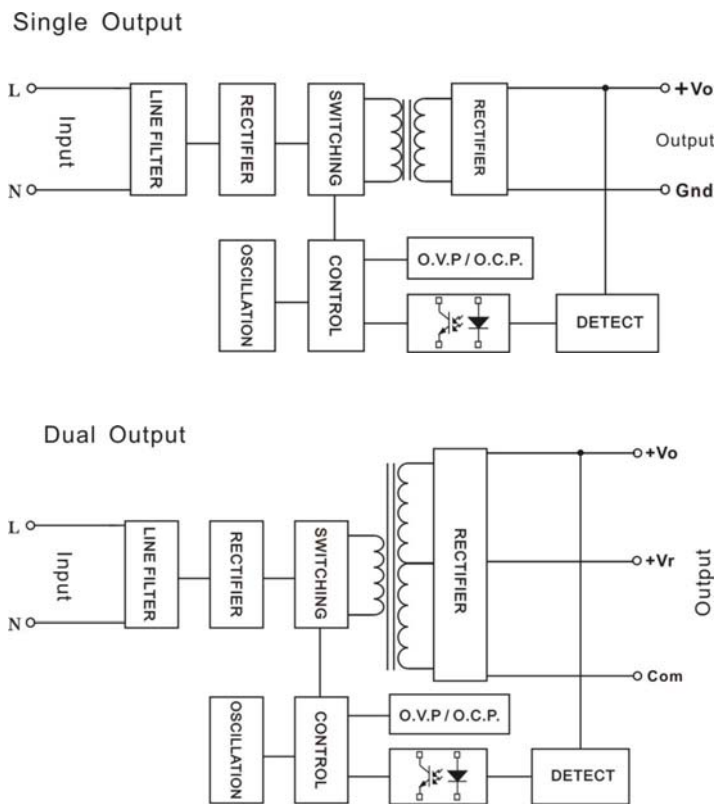 Single Output
L
N
Input
LINE FILTER
RECTIFIER
SWITCHING
RECTIFIER
+Vo
Output
Gnd
OSCILLATION
CONTROL
O.V.P / O.C.P.
DETECT
Dual Output
L
N
Input
LINE FILTER
RECTIFIER
SWITCHING
RECTIFIER
+Vo
+Vr
Output
Com
OSCILLATION
CONTROL
O.V.P / O.C.P.
DETECT